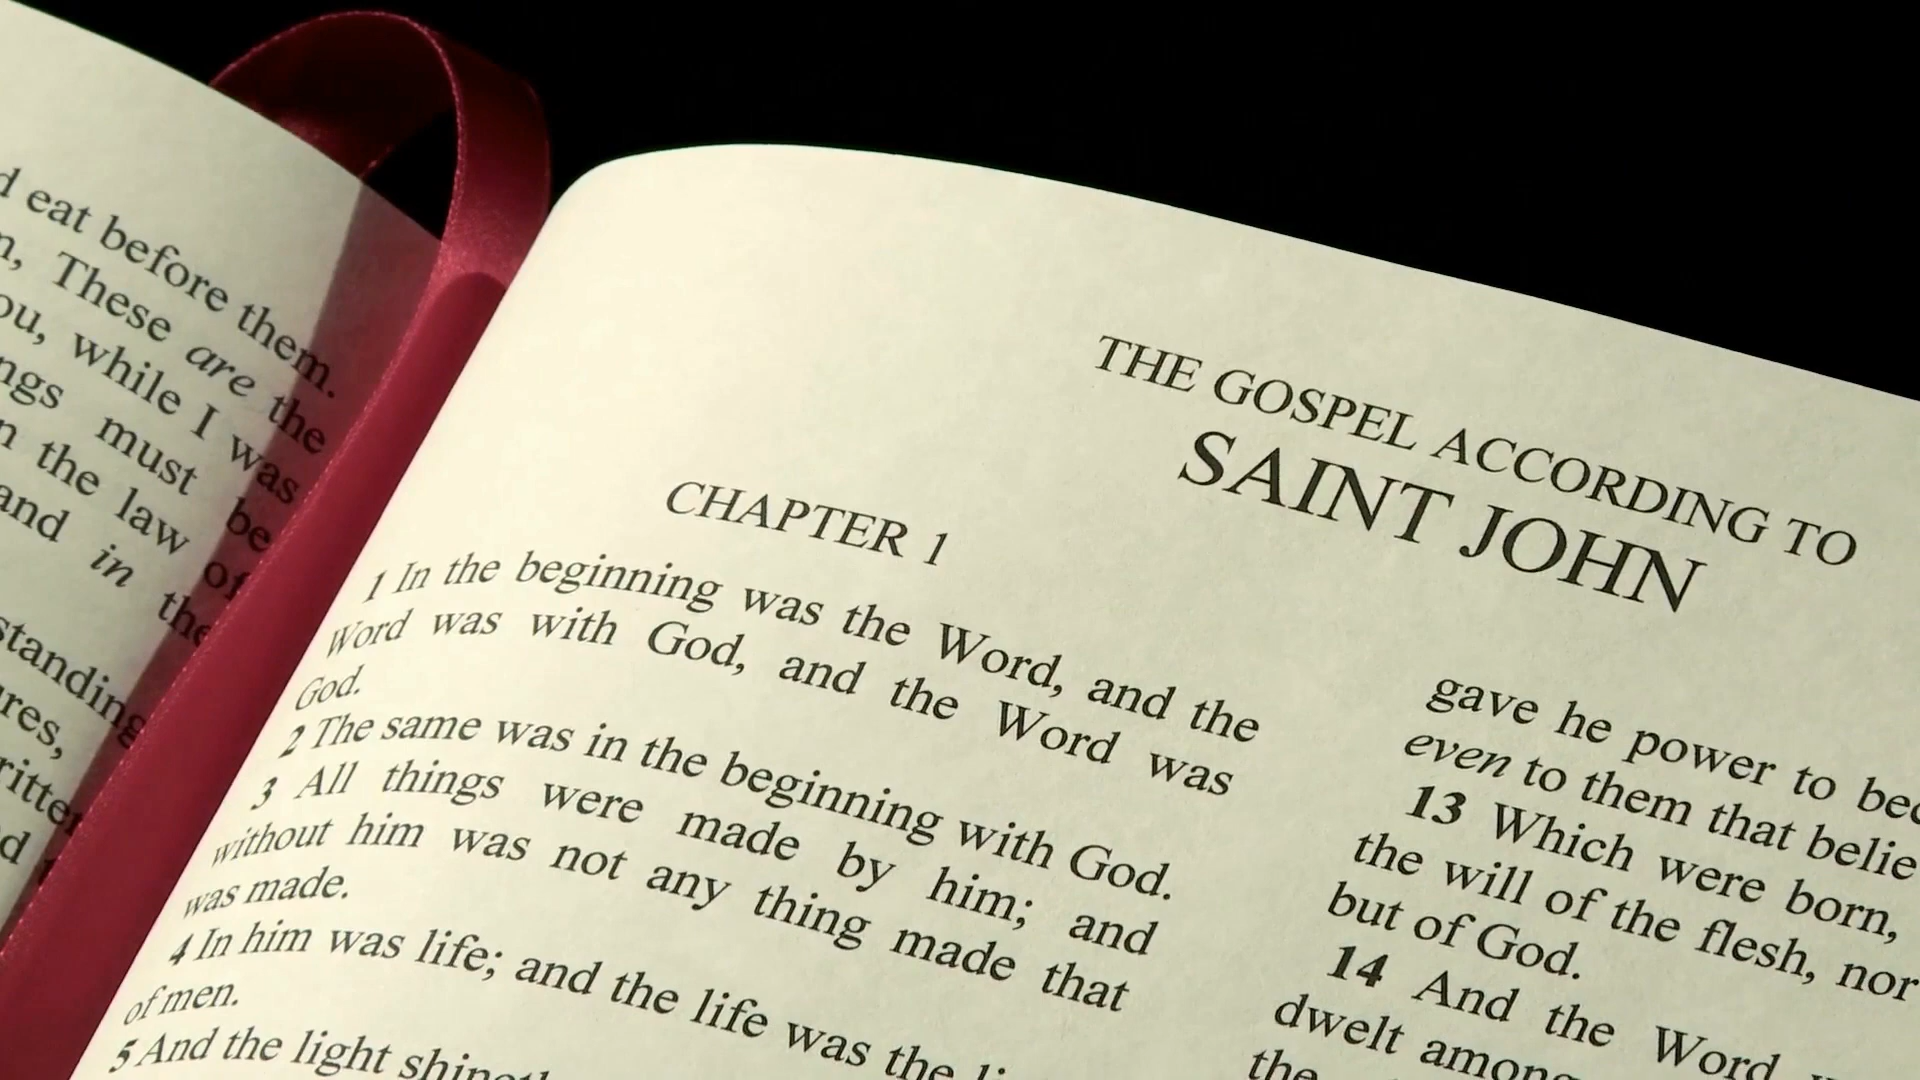 eat before them.
These are the
while I was
must be
the law of
and in the
THE GOSPEL ACCORDING TO
SAINT JOHN
CHAPTER 1
1 In the beginning was the Word, and the
Word was with God, and the Word was
God.
2 The same was in the beginning with God.
3 All things were made by him; and
without him was not any thing made that
was made.
4 In him was life; and the life was the
of men.
5 And the light
gave he power to
even to them that
13 Which were born,
the will of the flesh, nor
but of God.
14 And the Word
dwelt among
the